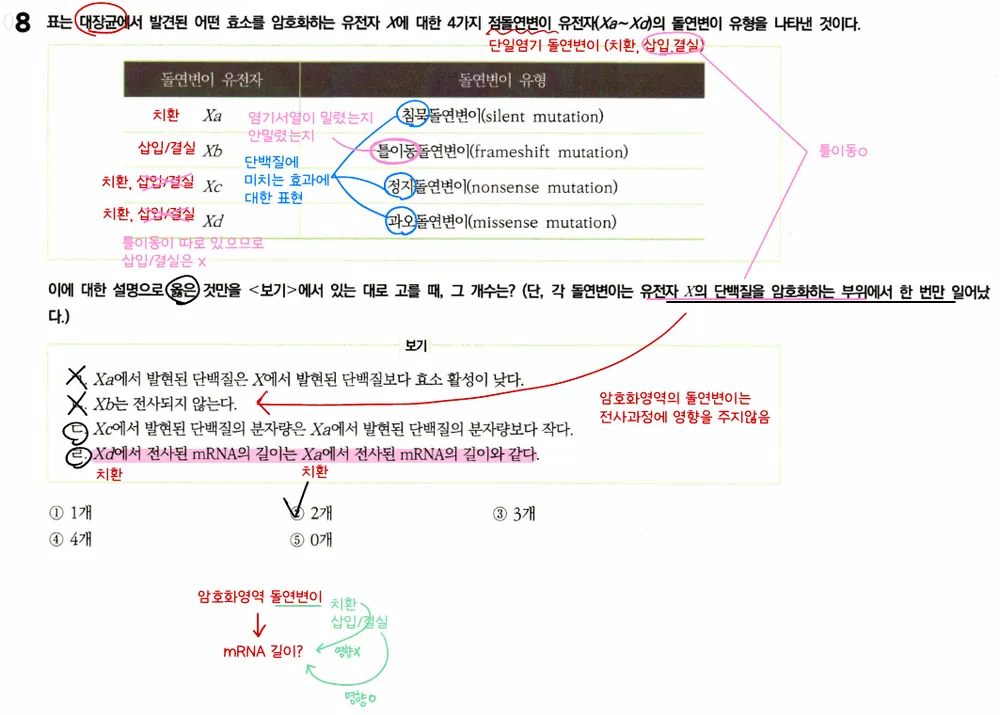 8 표는 대장균에서 발견된 어떤 효소를 암호화하는 유전자 X에 대한 4가지 점돌연변이 유전자(Xa~Xd)의 돌연변이 유형을 나타낸 것이다.
단일염기 돌연변이 (치환, 삽입,결실)
돌연변이 유전자 돌연변이 유형
치환 Xa 침묵돌연변이(silent mutation)
염기서열이 밀렸는지
안밀렸는지
삽입/결실 Xb 틀이동돌연변이(frameshift mutation)
틀이동o
단백질에
미치는 효과에
대한 표현
치환, 삽입/결실 Xc 정지돌연변이(nonsense mutation)
치환, 삽입/결실 Xd 과오돌연변이(missense mutation)
틀이동이 따로 있으므로
삽입/결실은 x
이에 대한 설명으로 옳은 것만을 <보기>에서 있는 대로 고를 때, 그 개수는? (단, 각 돌연변이는 유전자 X의 단백질을 암호화하는 부위에서 한 번만 일어났
다.)
보기
ㄱ. Xa에서 발현된 단백질은 X에서 발현된 단백질보다 효소 활성이 낮다.
ㄴ. Xb는 전사되지 않는다.
암호화영역의 돌연변이는
전사과정에 영향을 주지않음
ㄷ. Xc에서 발현된 단백질의 분자량은 Xa에서 발현된 단백질의 분자량보다 작다.
ㄹ. Xd에서 전사된 mRNA의 길이는 Xa에서 전사된 mRNA의 길이와 같다.
치환 치환
① 1개 ② 2개 ③ 3개
④ 4개 ⑤ 0개
암호화영역 돌연변이 치환
삽입/결실
mRNA 길이? 영향X
영향O